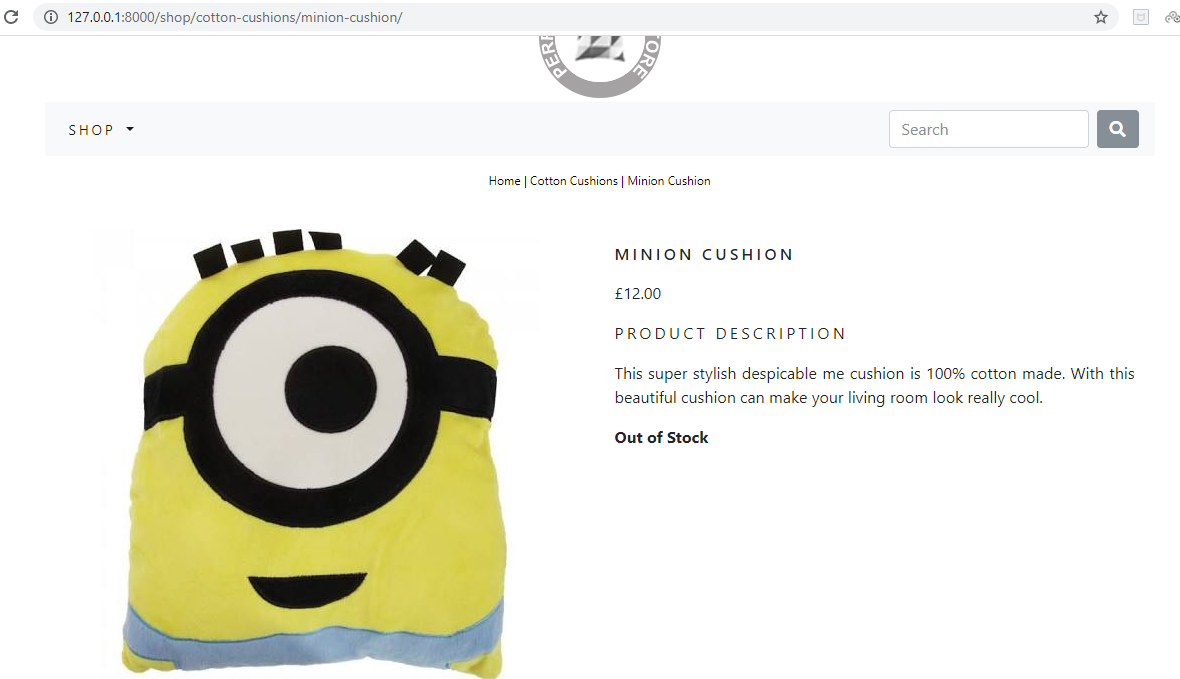 127.0.0.1:8000/shop/cotton-cushions/minion-cushion/
SHOP
Search
Home | Cotton Cushions | Minion Cushion
MINION CUSHION
£12.00
PRODUCT DESCRIPTION
This super stylish despicable me cushion is 100% cotton made. With this
beautiful cushion can make your living room look really cool.
Out of Stock